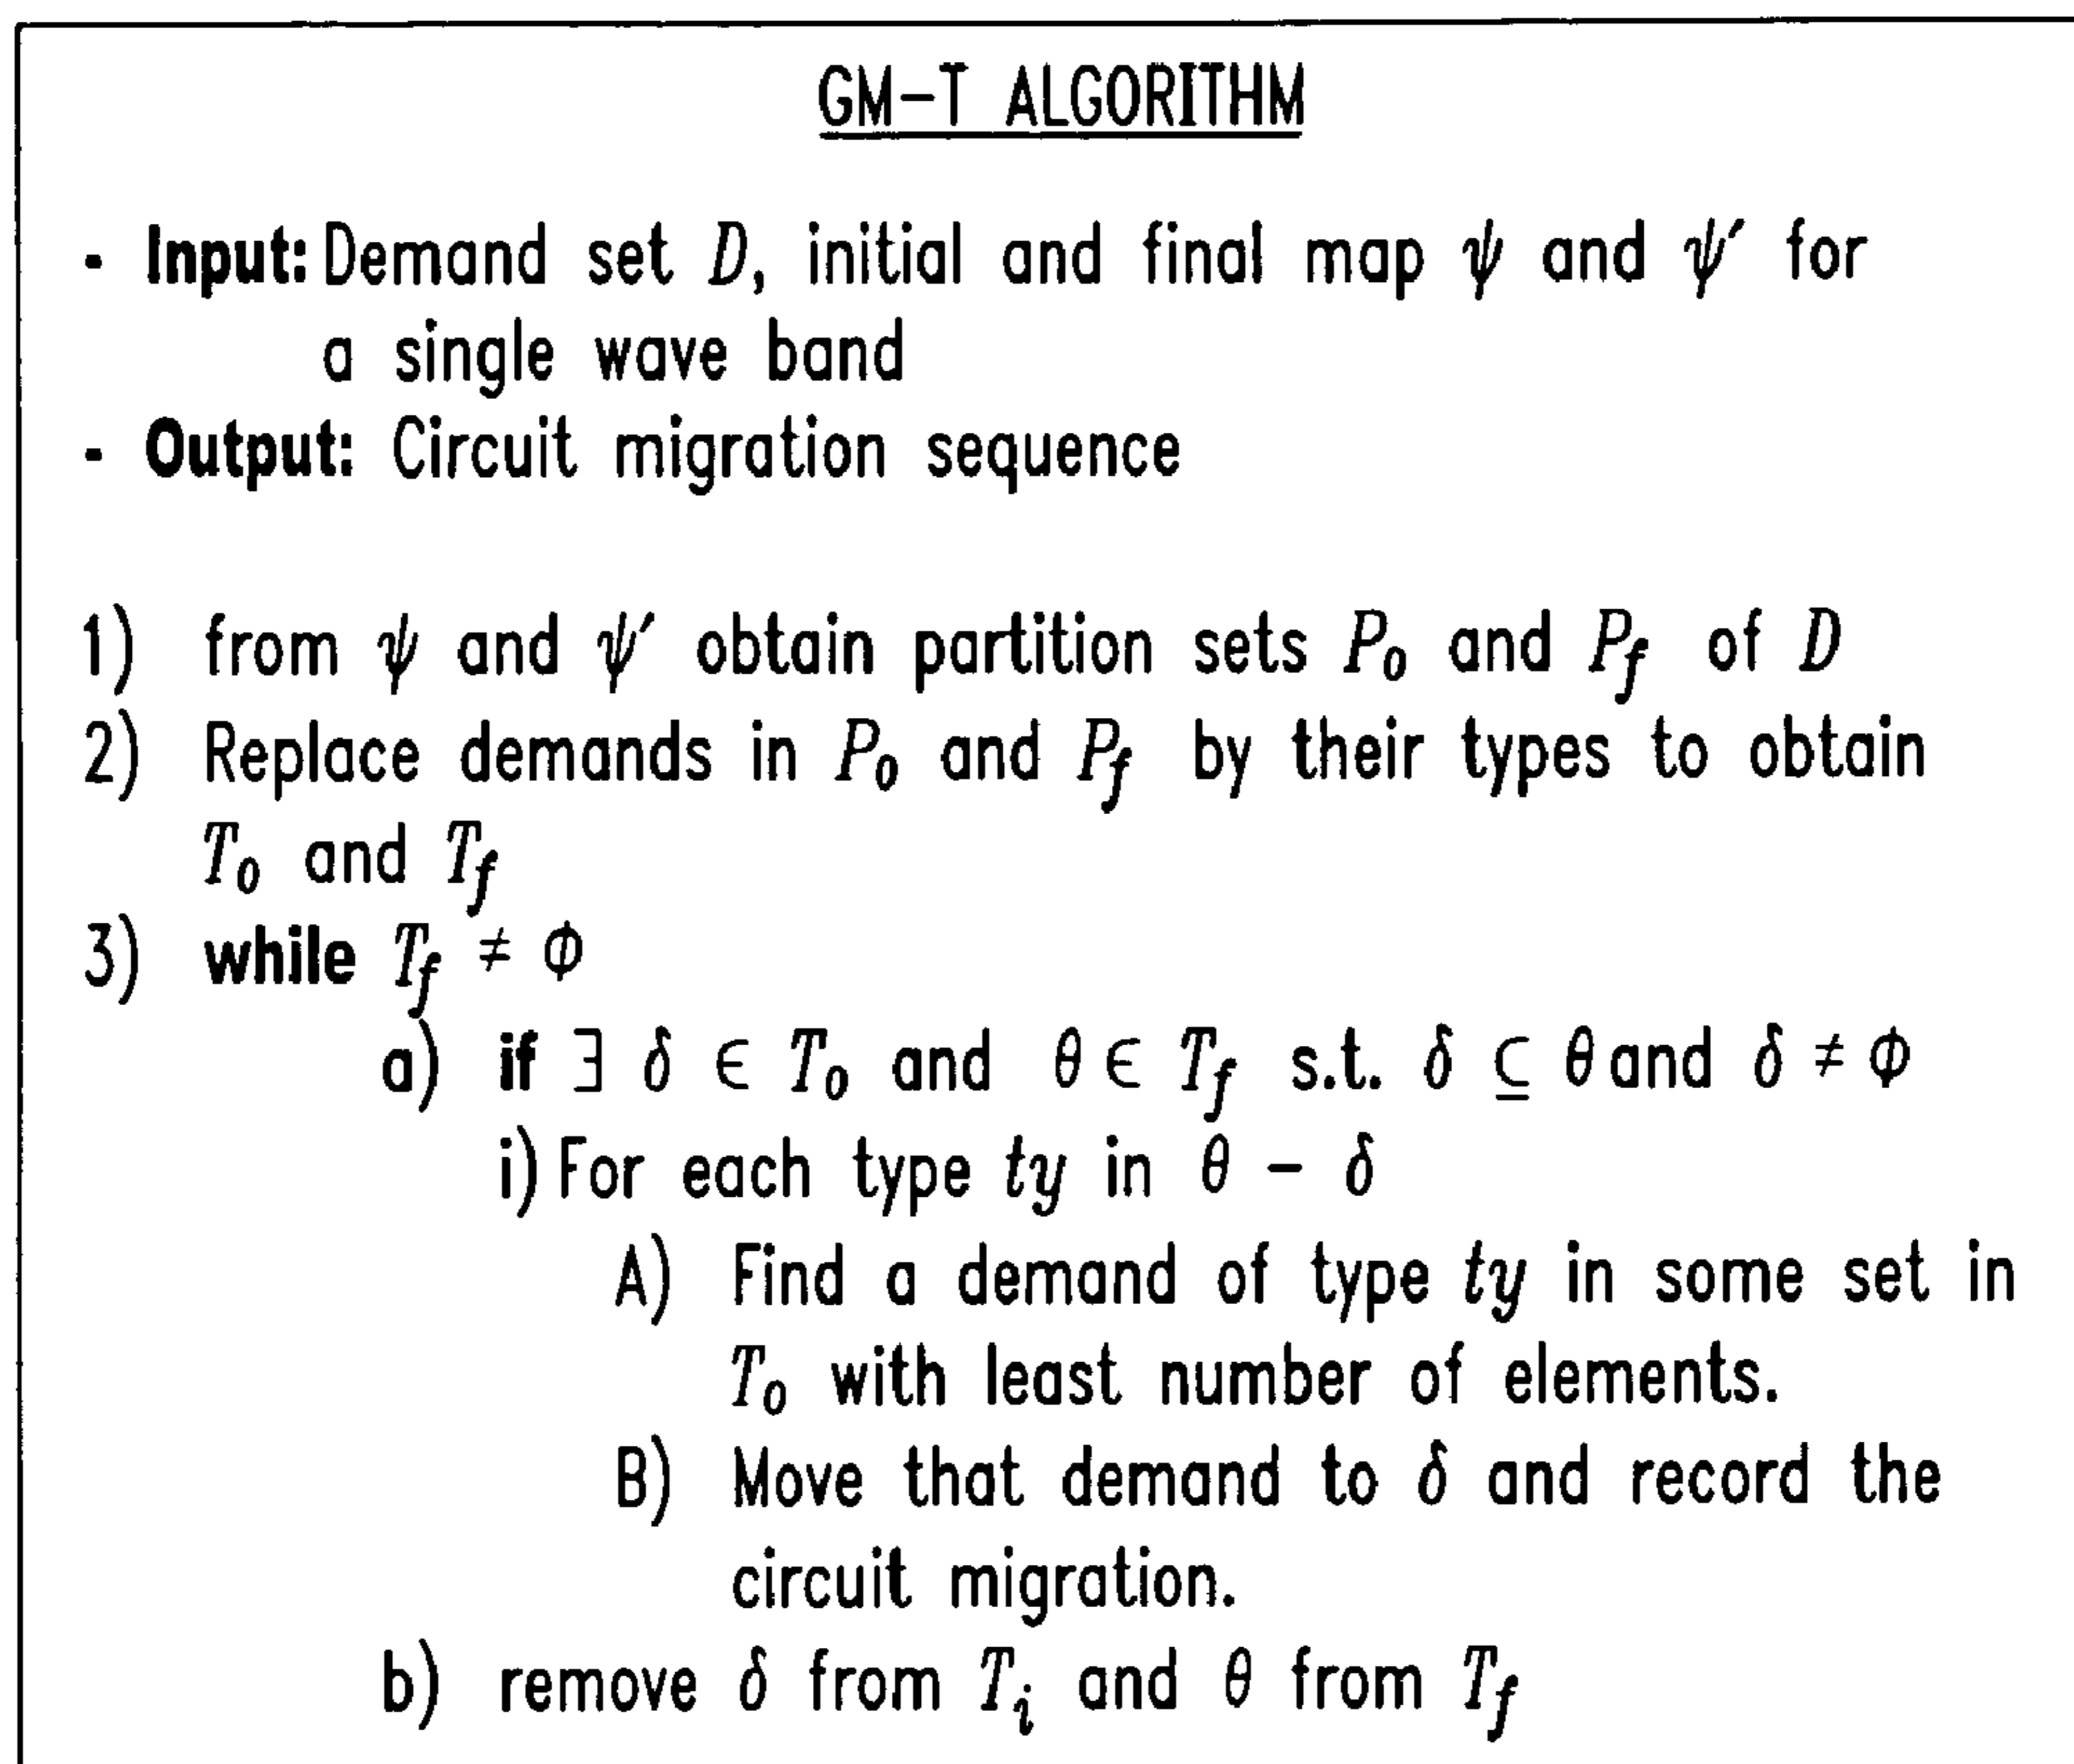 GM-T ALGORITHM
- Input: Demand set D, initial and final map ψ and ψ′ for
a single wave band
- Output: Circuit migration sequence
1) from ψ and ψ′ obtain partition sets P₀ and P_f of D
2) Replace demands in P₀ and P_f by their types to obtain
T₀ and T_f
3) while T_f ≠ Φ
a) if ∃ δ ∈ T₀ and θ ∈ T_f s.t. δ ⊆ θ and δ ≠ Φ
i) For each type ty in θ - δ
A) Find a demand of type ty in some set in
T₀ with least number of elements.
B) Move that demand to δ and record the
circuit migration.
b) remove δ from T_i and θ from T_f